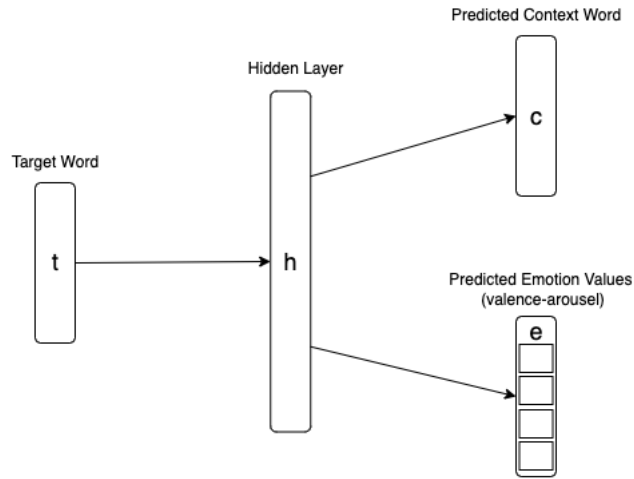 Predicted Context Word
c
Hidden Layer
h
Target Word
t
Predicted Emotion Values
(valence-arousel)
e